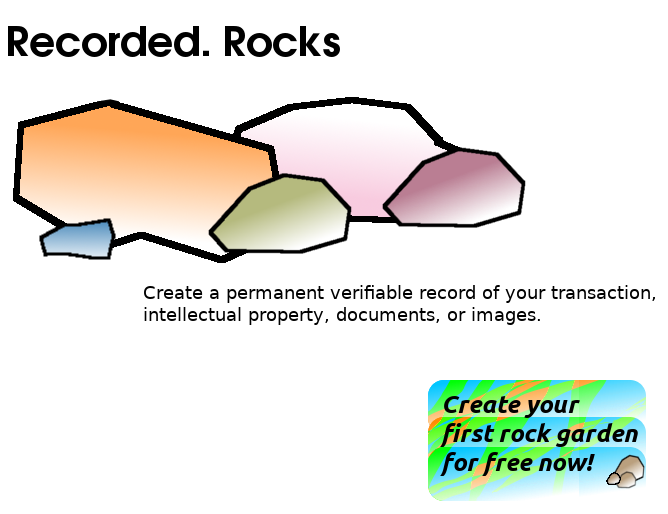 Recorded. Rocks
Create a permanent verifiable record of your transaction,
intellectual property, documents, or images.
Create your
first rock garden
for free now!